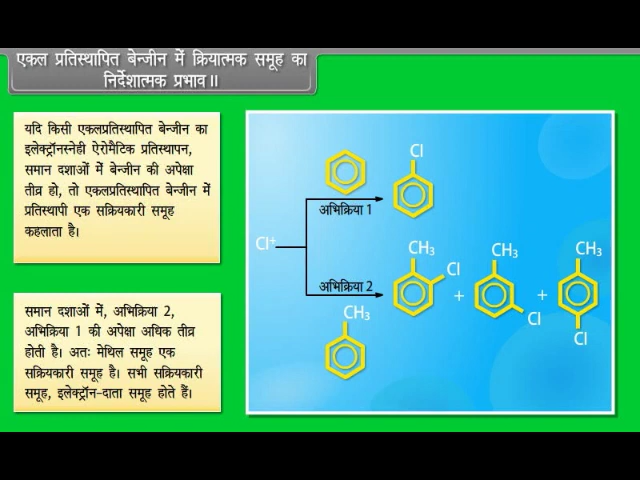 एकल प्रतिस्थापित बेन्जीन में क्रियात्मक समूह का
निर्देशात्मक प्रभाव॥
यदि किसी एकलप्रतिस्थापित बेन्जीन का
इलेक्ट्रॉनस्नेही ऐरोमैटिक प्रतिस्थापन,
समान दशाओं में बेन्जीन की अपेक्षा
तीव्र हो, तो एकलप्रतिस्थापित बेन्जीन में
प्रतिस्थापी एक सक्रियकारी समूह
कहलाता है।
समान दशाओं में, अभिक्रिया 2,
अभिक्रिया 1 की अपेक्षा अधिक तीव्र
होती है। अतः मेथिल समूह एक
सक्रियकारी समूह है। सभी सक्रियकारी
समूह, इलेक्ट्रॉन-दाता समूह होते हैं।
Cl
अभिक्रिया 1
Cl⁺
CH₃ CH₃ CH₃
Cl
अभिक्रिया 2
+ +
CH₃
Cl
Cl